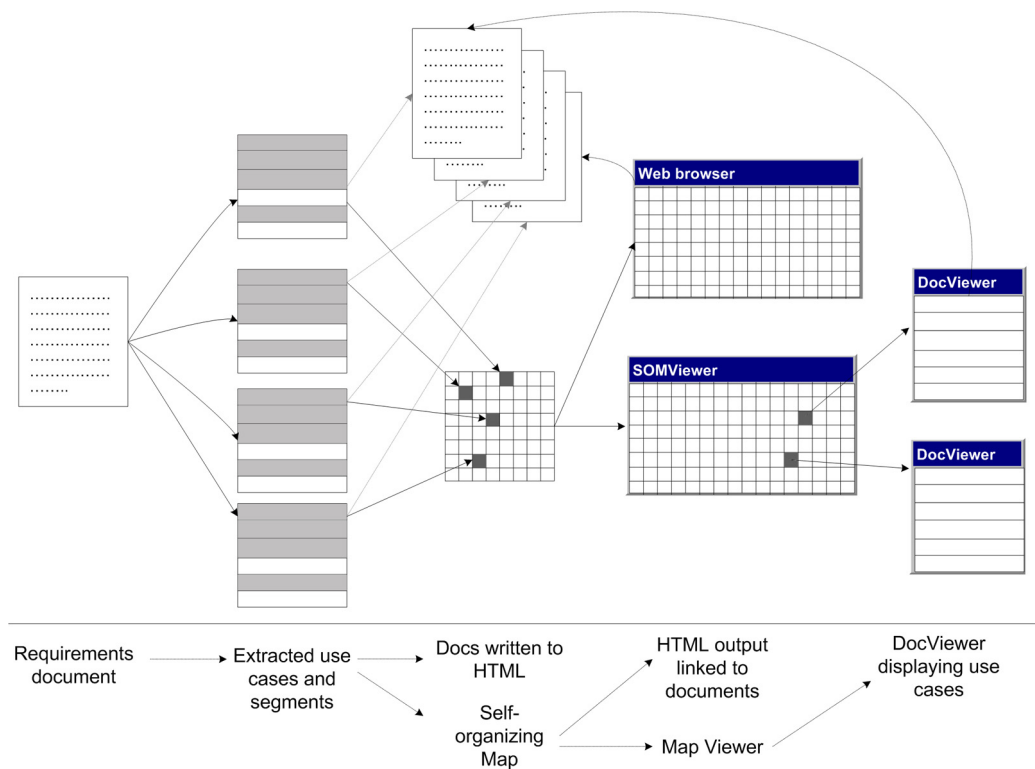 Web browser
DocViewer
SOMViewer
DocViewer
Requirements
document
Extracted use
cases and
segments
Docs written to
HTML
Self-
organizing
Map
HTML output
linked to
documents
Map Viewer
DocViewer
displaying use
cases